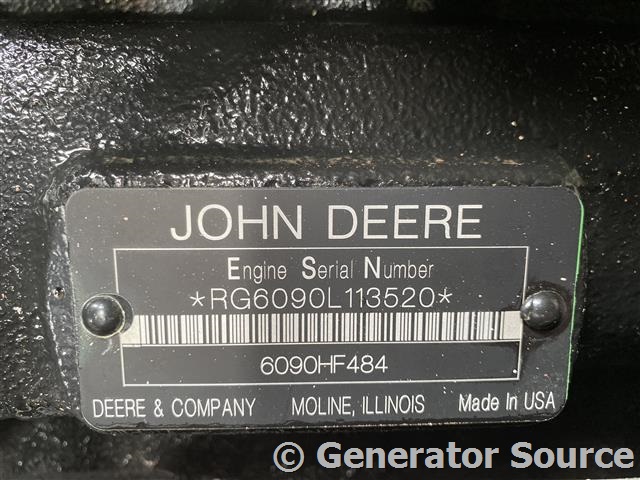 JOHN DEERE
Engine Serial Number
*RG6090L113520*
6090HF484
DEERE & COMPANY MOLINE, ILLINOIS Made In USA
© Generator Source